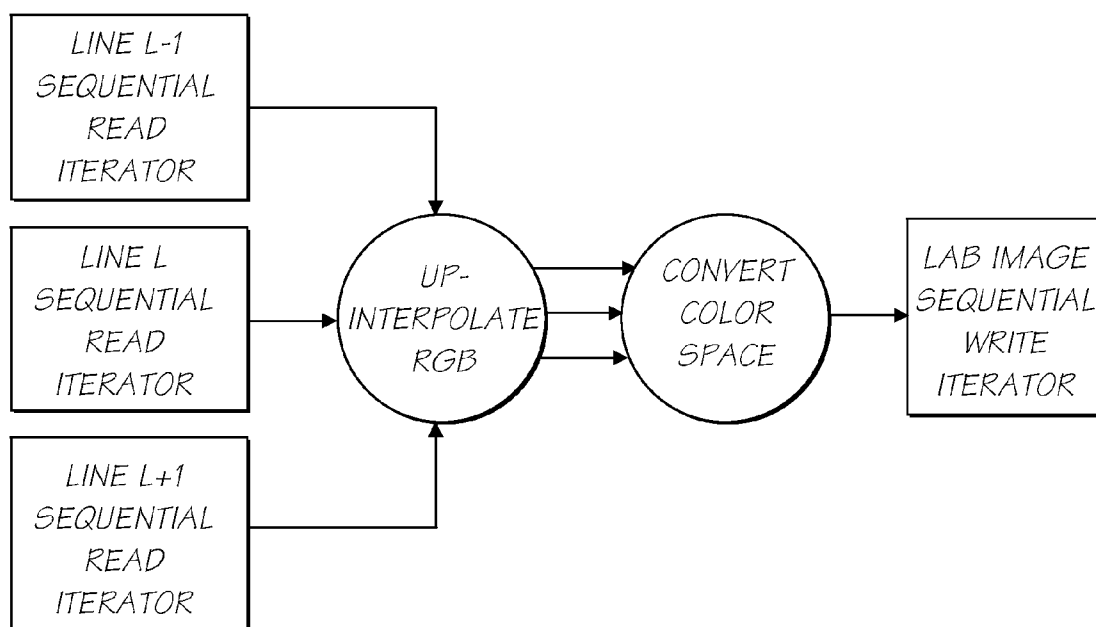 LINE L-1
SEQUENTIAL
READ
ITERATOR
LINE L
SEQUENTIAL
READ
ITERATOR
LINE L+1
SEQUENTIAL
READ
ITERATOR
UP-
INTERPOLATE
RGB
CONVERT
COLOR
SPACE
LAB IMAGE
SEQUENTIAL
WRITE
ITERATOR